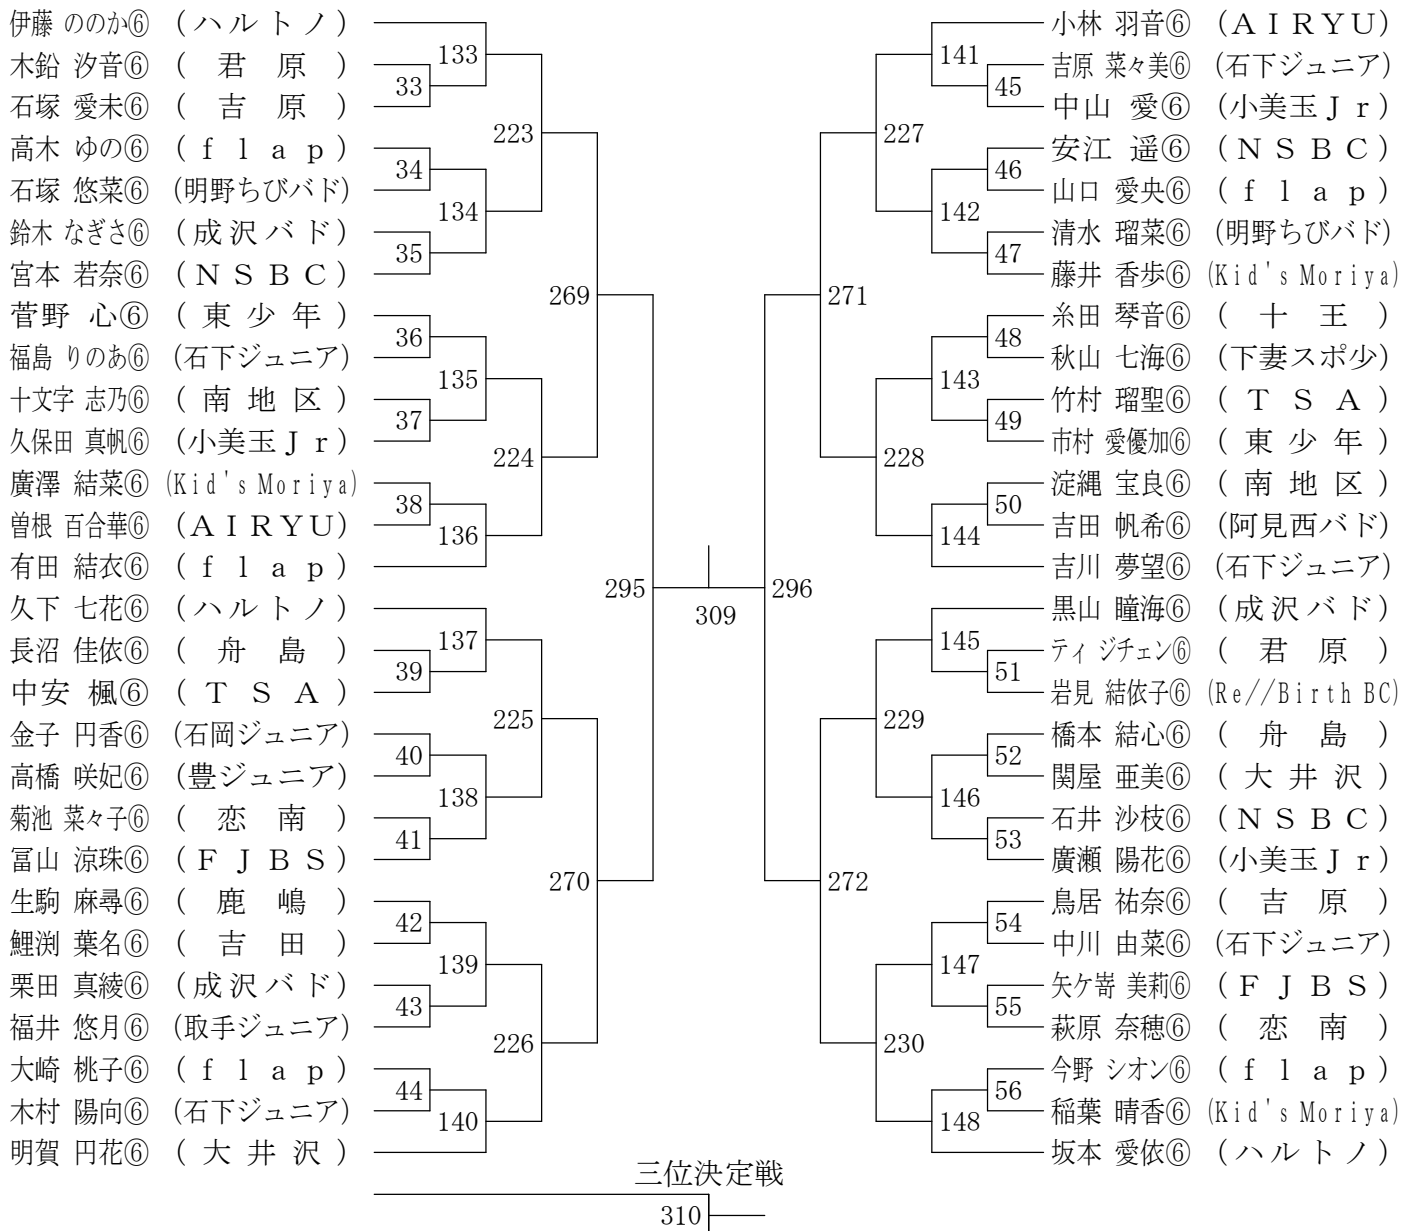 伊藤 ののか⑥ (ハルトノ)
木鉛 汐音⑥ (君原)
石塚 愛未⑥ (吉原)
高木 ゆの⑥ (ｆｌａｐ)
石塚 悠菜⑥ (明野ちびバド)
鈴木 なぎさ⑥ (成沢バド)
宮本 若奈⑥ (ＮＳＢＣ)
菅野 心⑥ (東少年)
福島 りのあ⑥ (石下ジュニア)
十文字 志乃⑥ (南地区)
久保田 真帆⑥ (小美玉Ｊｒ)
廣澤 結菜⑥ (Kid's Moriya)
曽根 百合華⑥ (ＡＩＲＹＵ)
有田 結衣⑥ (ｆｌａｐ)
久下 七花⑥ (ハルトノ)
長沼 佳依⑥ (舟島)
中安 楓⑥ (ＴＳＡ)
金子 円香⑥ (石岡ジュニア)
高橋 咲妃⑥ (豊ジュニア)
菊池 菜々子⑥ (恋南)
冨山 涼珠⑥ (ＦＪＢＳ)
生駒 麻尋⑥ (鹿嶋)
鯉渕 葉名⑥ (吉田)
栗田 真綾⑥ (成沢バド)
福井 悠月⑥ (取手ジュニア)
大崎 桃子⑥ (ｆｌａｐ)
木村 陽向⑥ (石下ジュニア)
明賀 円花⑥ (大井沢)
33
34
35
36
37
38
39
40
41
42
43
44
133
134
135
136
137
138
139
140
223
224
225
226
269
270
295
309
296
271
272
227
228
229
230
141
142
143
144
145
146
147
148
45
46
47
48
49
50
51
52
53
54
55
56
小林 羽音⑥ (ＡＩＲＹＵ)
吉原 菜々美⑥ (石下ジュニア)
中山 愛⑥ (小美玉Ｊｒ)
安江 遥⑥ (ＮＳＢＣ)
山口 愛央⑥ (ｆｌａｐ)
清水 瑠菜⑥ (明野ちびバド)
藤井 香歩⑥ (Kid's Moriya)
糸田 琴音⑥ (十王)
秋山 七海⑥ (下妻スポ少)
竹村 瑠聖⑥ (ＴＳＡ)
市村 愛優加⑥ (東少年)
淀縄 宝良⑥ (南地区)
吉田 帆希⑥ (阿見西バド)
吉川 夢望⑥ (石下ジュニア)
黒山 瞳海⑥ (成沢バド)
ティ ジチェン⑥ (君原)
岩見 結依子⑥ (Re//Birth BC)
橋本 結心⑥ (舟島)
関屋 亜美⑥ (大井沢)
石井 沙枝⑥ (ＮＳＢＣ)
廣瀬 陽花⑥ (小美玉Ｊｒ)
鳥居 祐奈⑥ (吉原)
中川 由菜⑥ (石下ジュニア)
矢ケ嵜 美莉⑥ (ＦＪＢＳ)
萩原 奈穂⑥ (恋南)
今野 シオン⑥ (ｆｌａｐ)
稲葉 晴香⑥ (Kid's Moriya)
坂本 愛依⑥ (ハルトノ)
三位決定戦
310